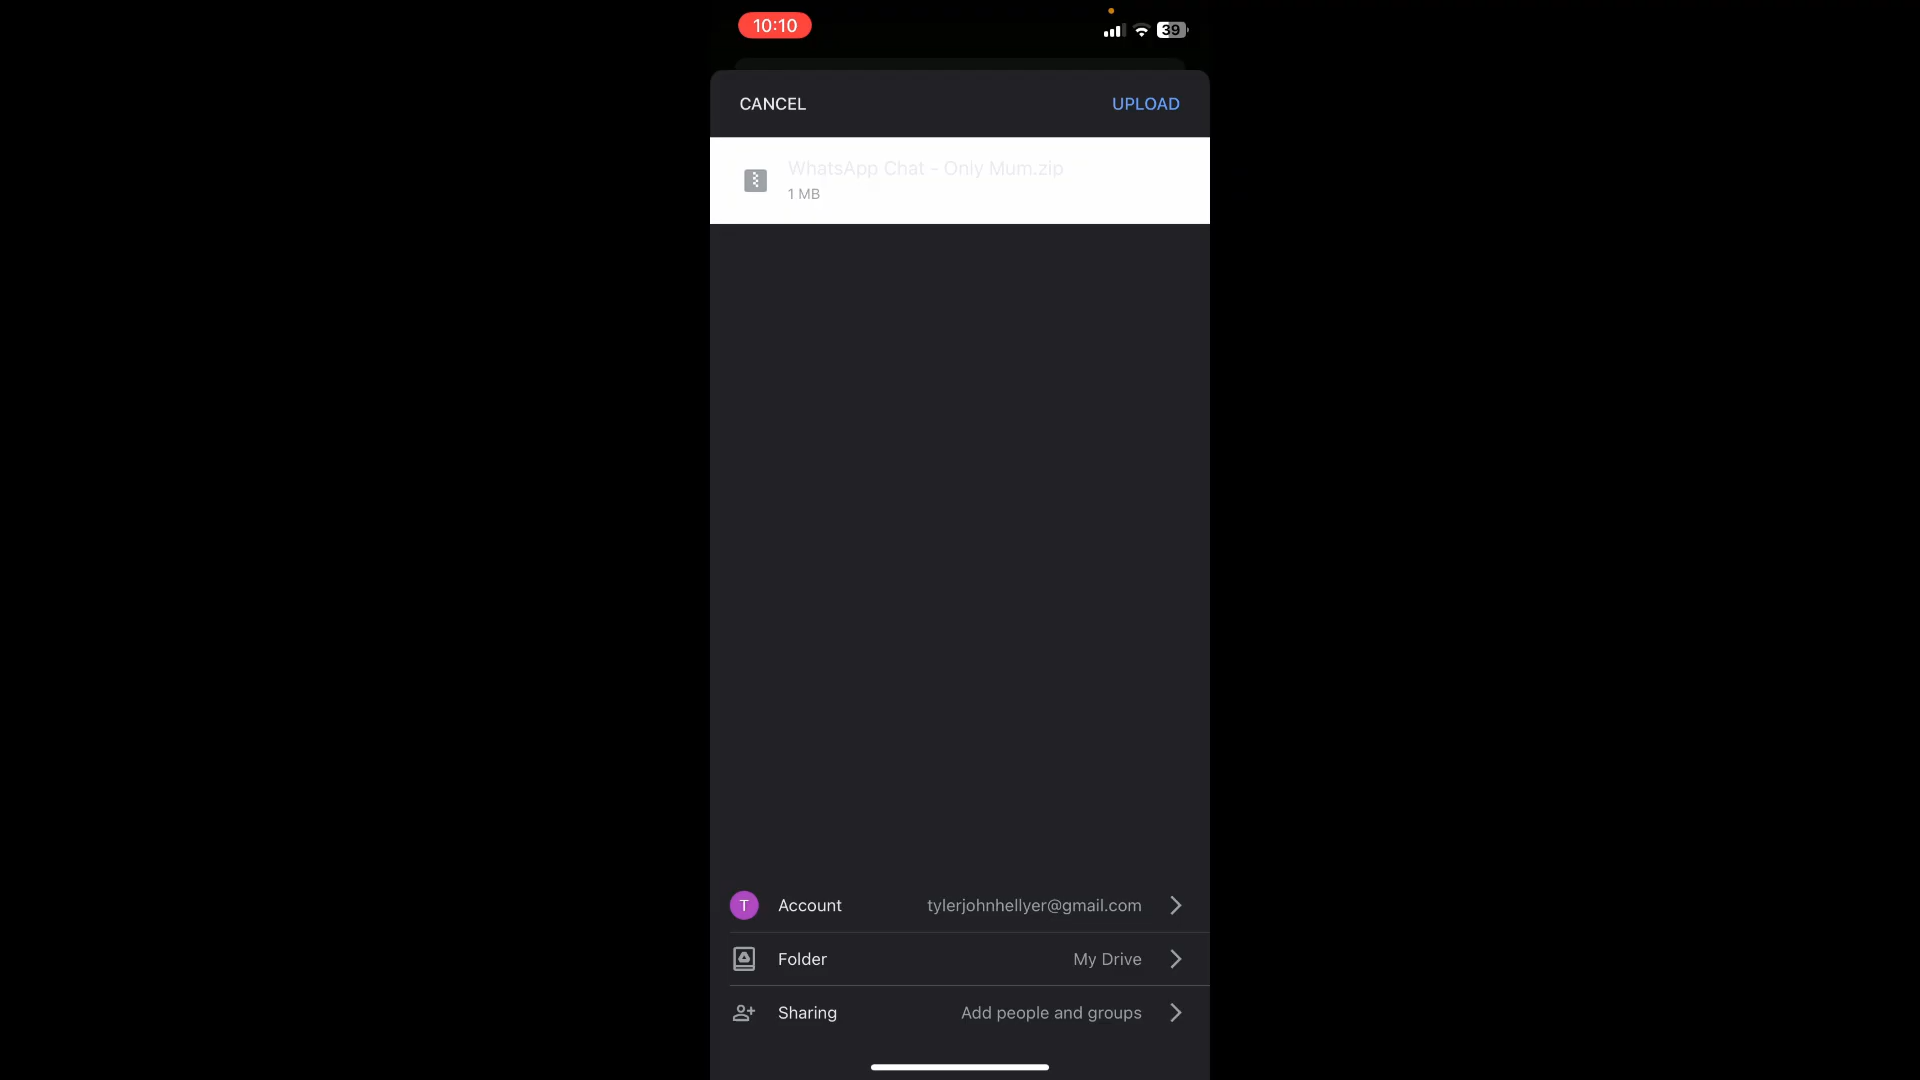 10:10
39
CANCEL
UPLOAD
WhatsApp Chat - Only Mum.zip
1 MB
T
Account
tylerjohnhellyer@gmail.com
Folder
My Drive
Sharing
Add people and groups